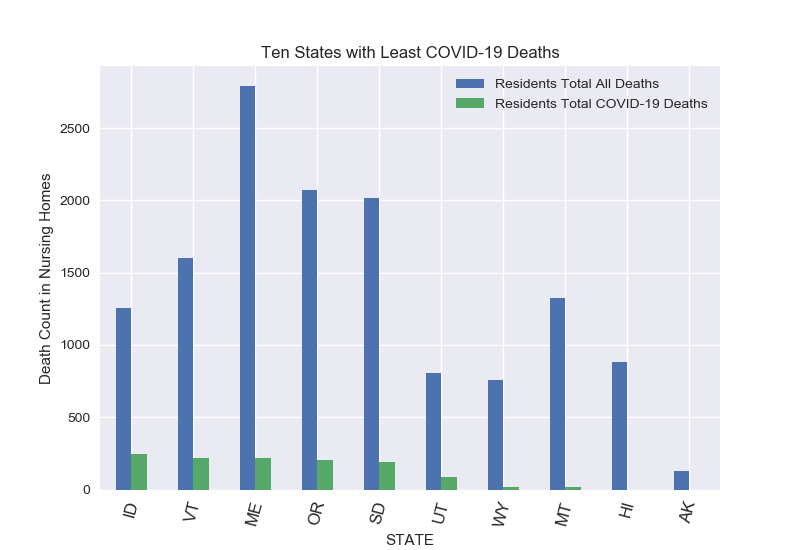 Ten States with Least COVID-19 Deaths
Residents Total All Deaths
Residents Total COVID-19 Deaths
Death Count in Nursing Homes
2500
2000
1500
1000
500
0
ID VT ME OR SD UT WY MT HI AK
STATE